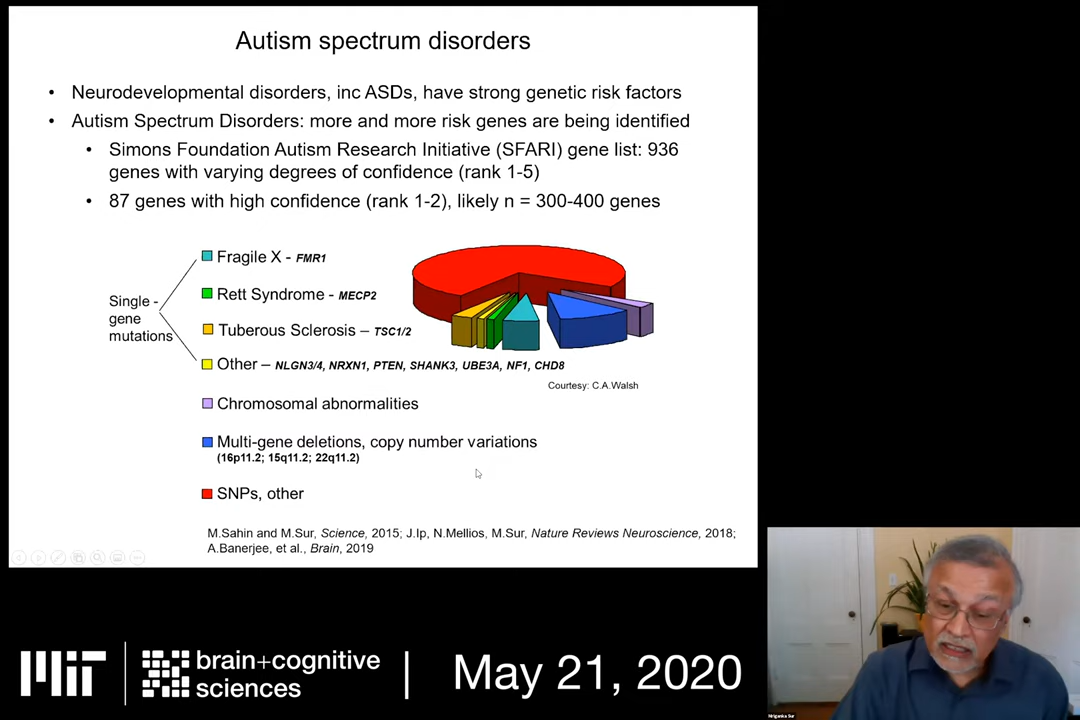 Autism spectrum disorders
• Neurodevelopmental disorders, inc ASDs, have strong genetic risk factors
• Autism Spectrum Disorders: more and more risk genes are being identified
• Simons Foundation Autism Research Initiative (SFARI) gene list: 936
genes with varying degrees of confidence (rank 1-5)
• 87 genes with high confidence (rank 1-2), likely n = 300-400 genes
Single -
gene
mutations
Fragile X - FMR1
Rett Syndrome - MECP2
Tuberous Sclerosis – TSC1/2
Other – NLGN3/4, NRXN1, PTEN, SHANK3, UBE3A, NF1, CHD8
Courtesy: C.A.Walsh
Chromosomal abnormalities
Multi-gene deletions, copy number variations
(16p11.2; 15q11.2; 22q11.2)
SNPs, other
M.Sahin and M.Sur, Science, 2015; J.Ip, N.Mellios, M.Sur, Nature Reviews Neuroscience, 2018;
A.Banerjee, et al., Brain, 2019
MIT
brain+cognitive
sciences
| May 21, 2020
Mriganka Sur